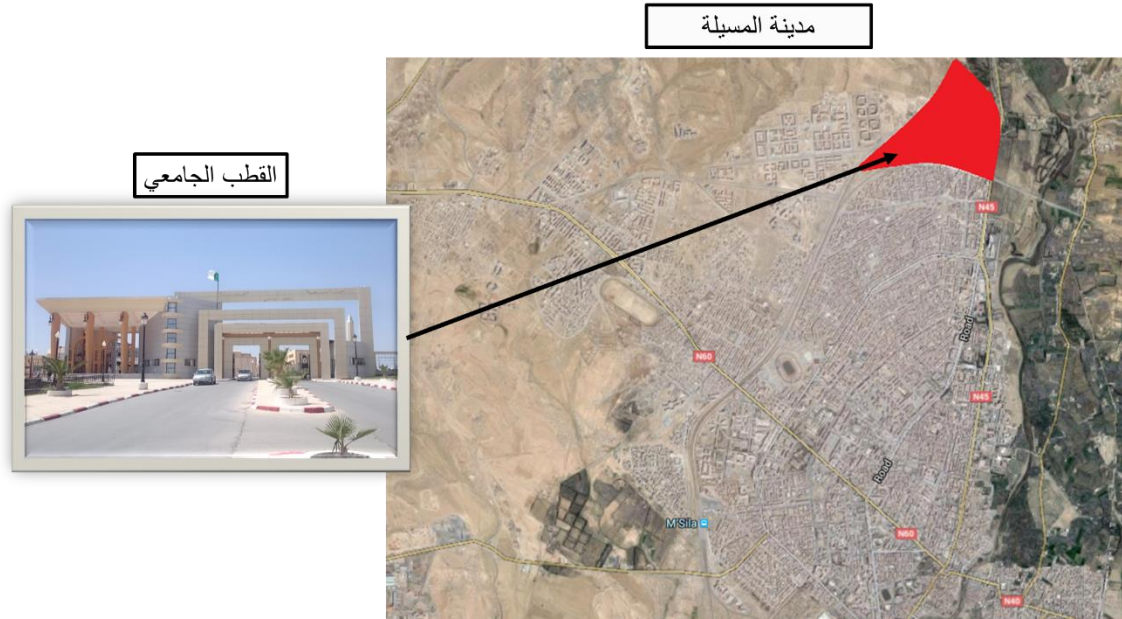 مدينة المسيلة
القطب الجامعي
N45
Road
N60
N45
Road
M'Sila
N60
N40